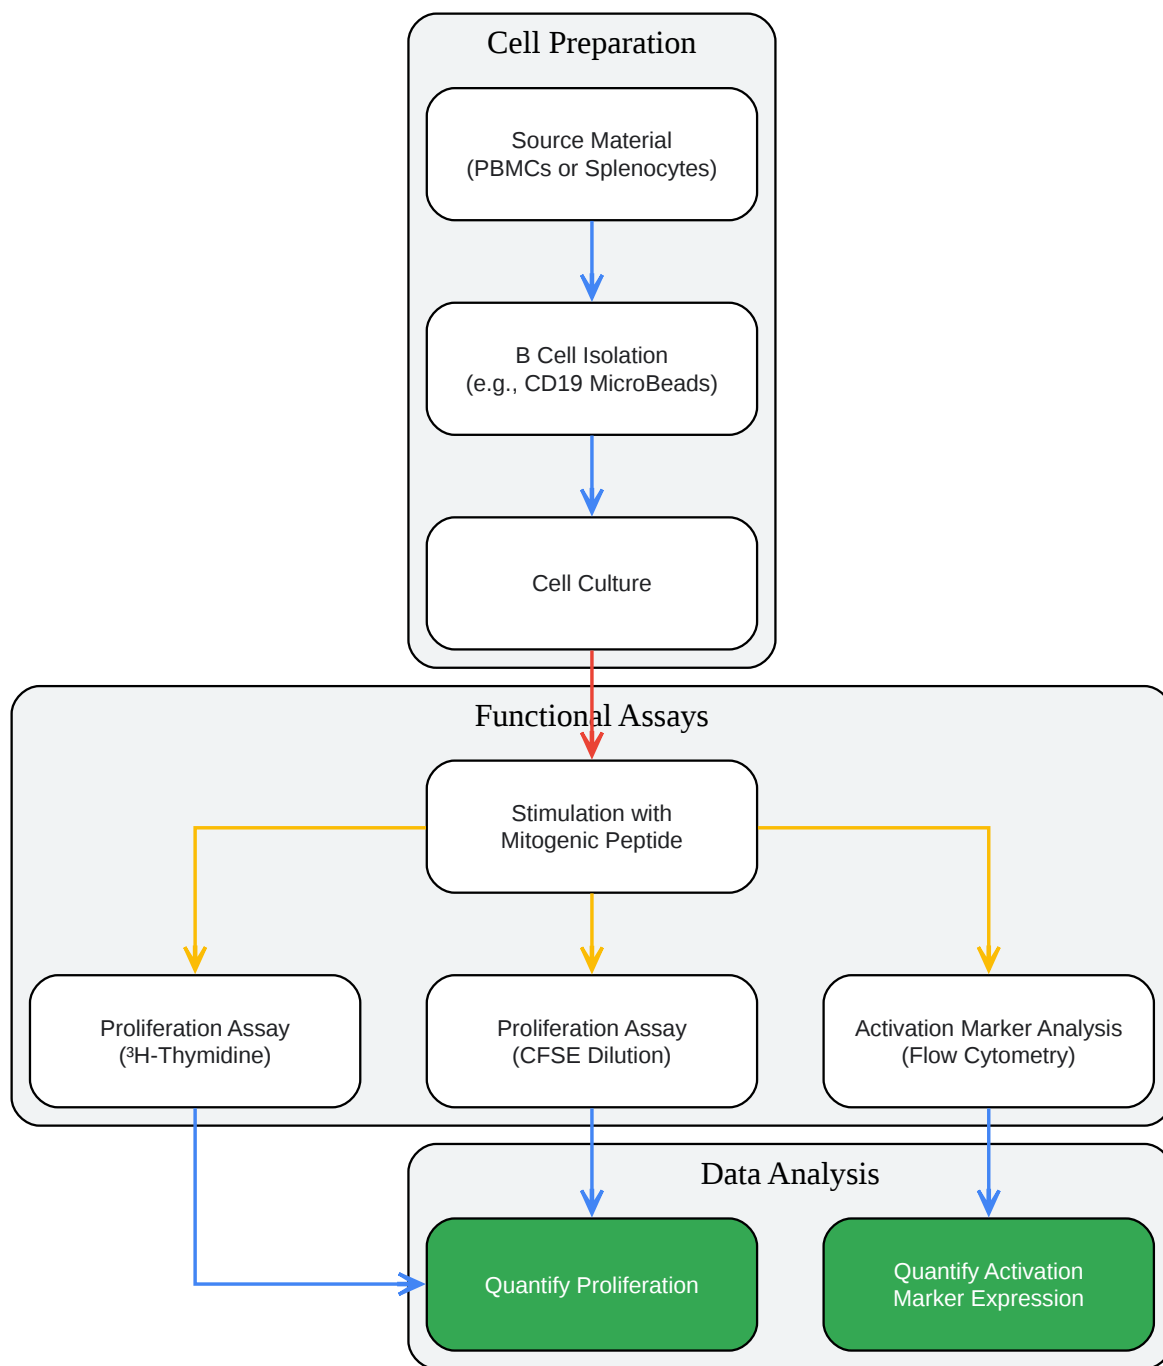 Cell Preparation
Source Material
(PBMCs or Splenocytes)
B Cell Isolation
(e.g., CD19 MicroBeads)
Cell Culture
Functional Assays
Stimulation with
Mitogenic Peptide
Proliferation Assay
(³H-Thymidine)
Proliferation Assay
(CFSE Dilution)
Activation Marker Analysis
(Flow Cytometry)
Data Analysis
Quantify Proliferation
Quantify Activation
Marker Expression